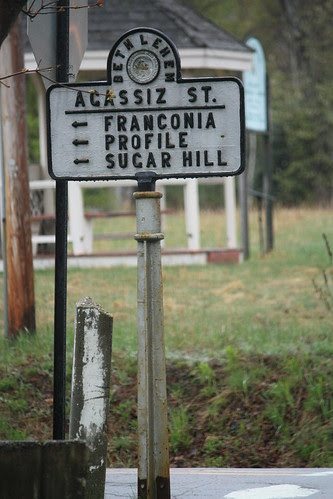 BETHLEHEM
AGASSIZ ST.
← FRANCONIA
← PROFILE
← SUGAR HILL